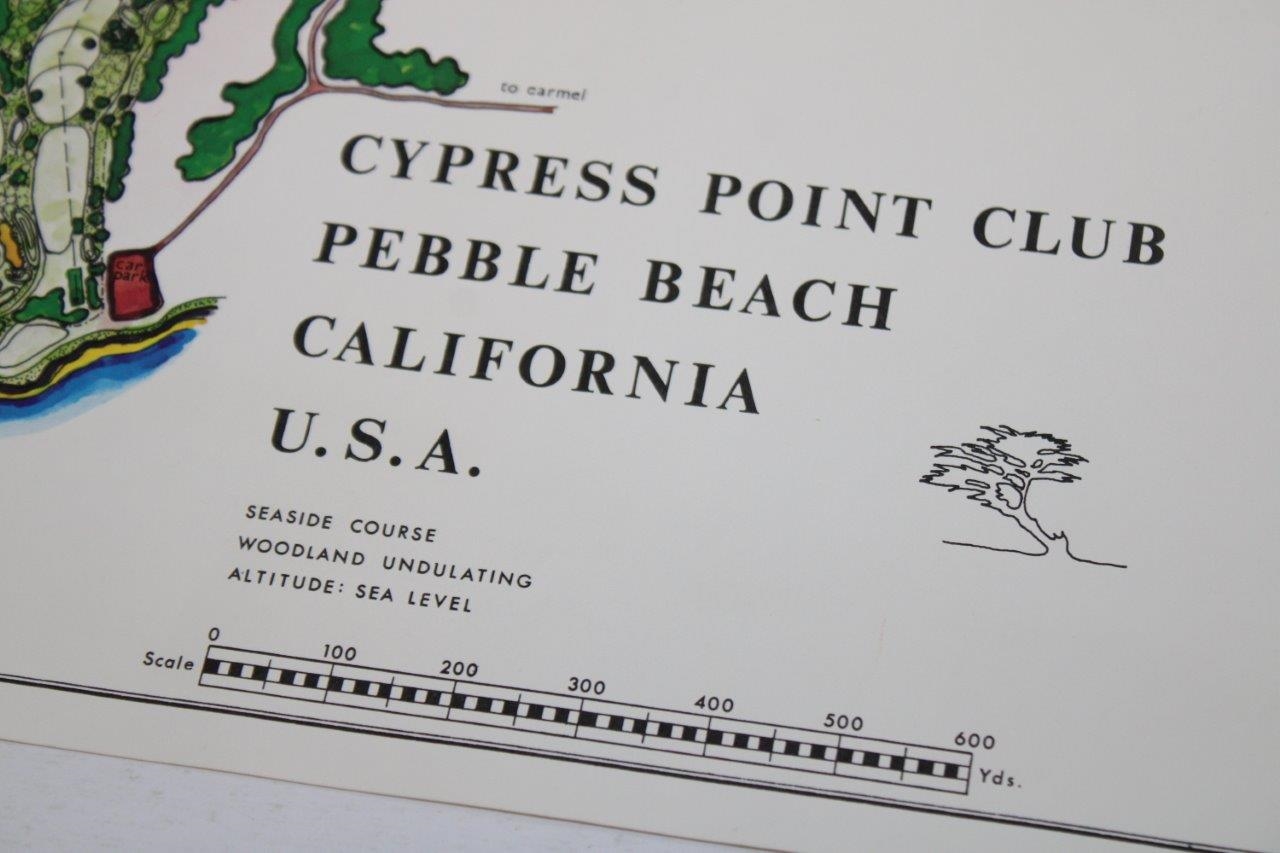 to carmel
CYPRESS POINT CLUB
PEBBLE BEACH
CALIFORNIA
U.S.A.
car
park
SEASIDE COURSE
WOODLAND UNDULATING
ALTITUDE: SEA LEVEL
Scale 0 100 200 300 400 500 600 Yds.